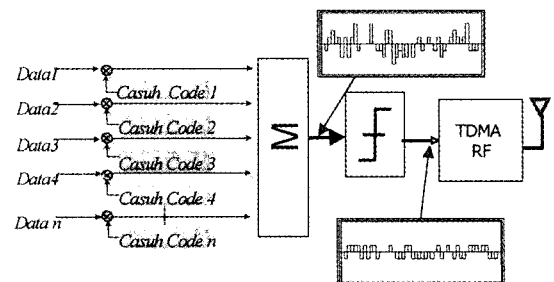 Data1
Casuh Code 1
Data2
Casuh Code 2
Data3
Casuh Code 3
Data4
Casuh Code 4
Data n
Casuh Code n
Σ
TDMA
RF